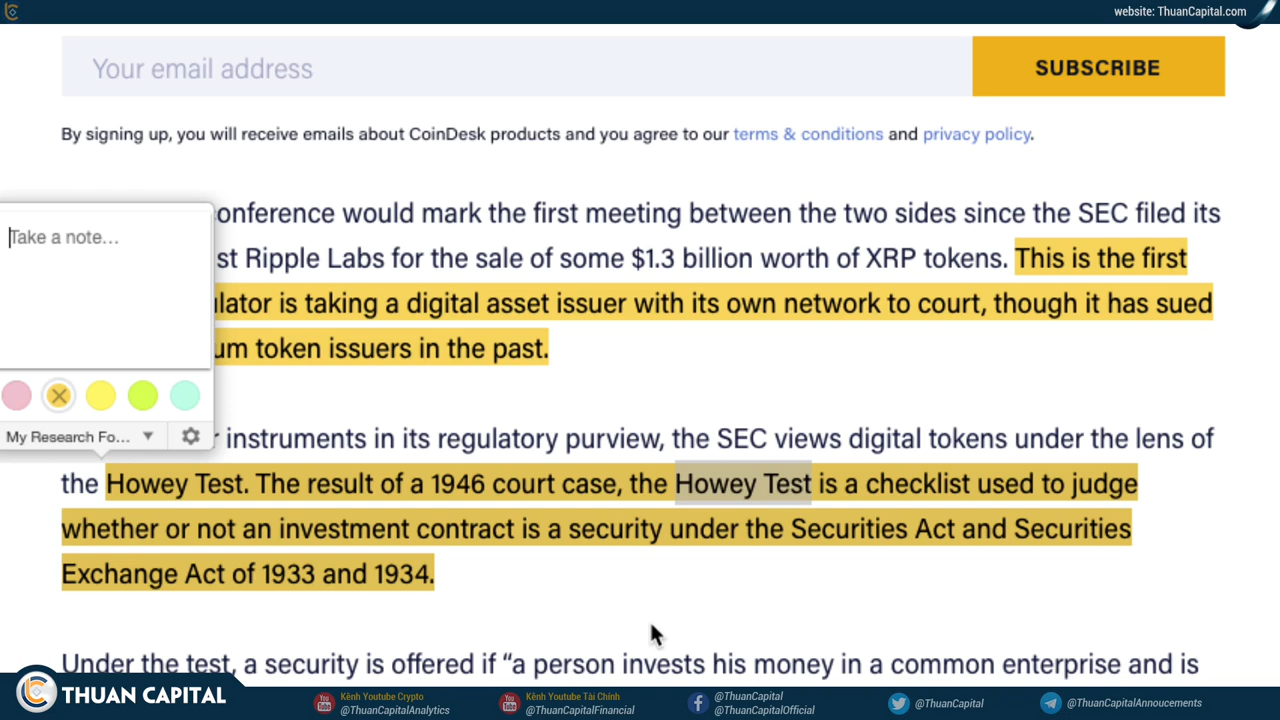 website: ThuanCapital.com
Your email address
SUBSCRIBE
By signing up, you will receive emails about CoinDesk products and you agree to our terms & conditions and privacy policy.
onference would mark the first meeting between the two sides since the SEC filed its
Take a note...
st Ripple Labs for the sale of some $1.3 billion worth of XRP tokens. This is the first
ulator is taking a digital asset issuer with its own network to court, though it has sued
um token issuers in the past.
My Research Fo...
r instruments in its regulatory purview, the SEC views digital tokens under the lens of
the Howey Test. The result of a 1946 court case, the Howey Test is a checklist used to judge
whether or not an investment contract is a security under the Securities Act and Securities
Exchange Act of 1933 and 1934.
Under the test, a security is offered if “a person invests his money in a common enterprise and is
THUAN CAPITAL
Kênh Youtube Crypto
@ThuanCapitalAnalytics
Kênh Youtube Tài Chính
@ThuanCapitalFinancial
@ThuanCapital
@ThuanCapitalOfficial
@ThuanCapital
@ThuanCapitalAnnoucements